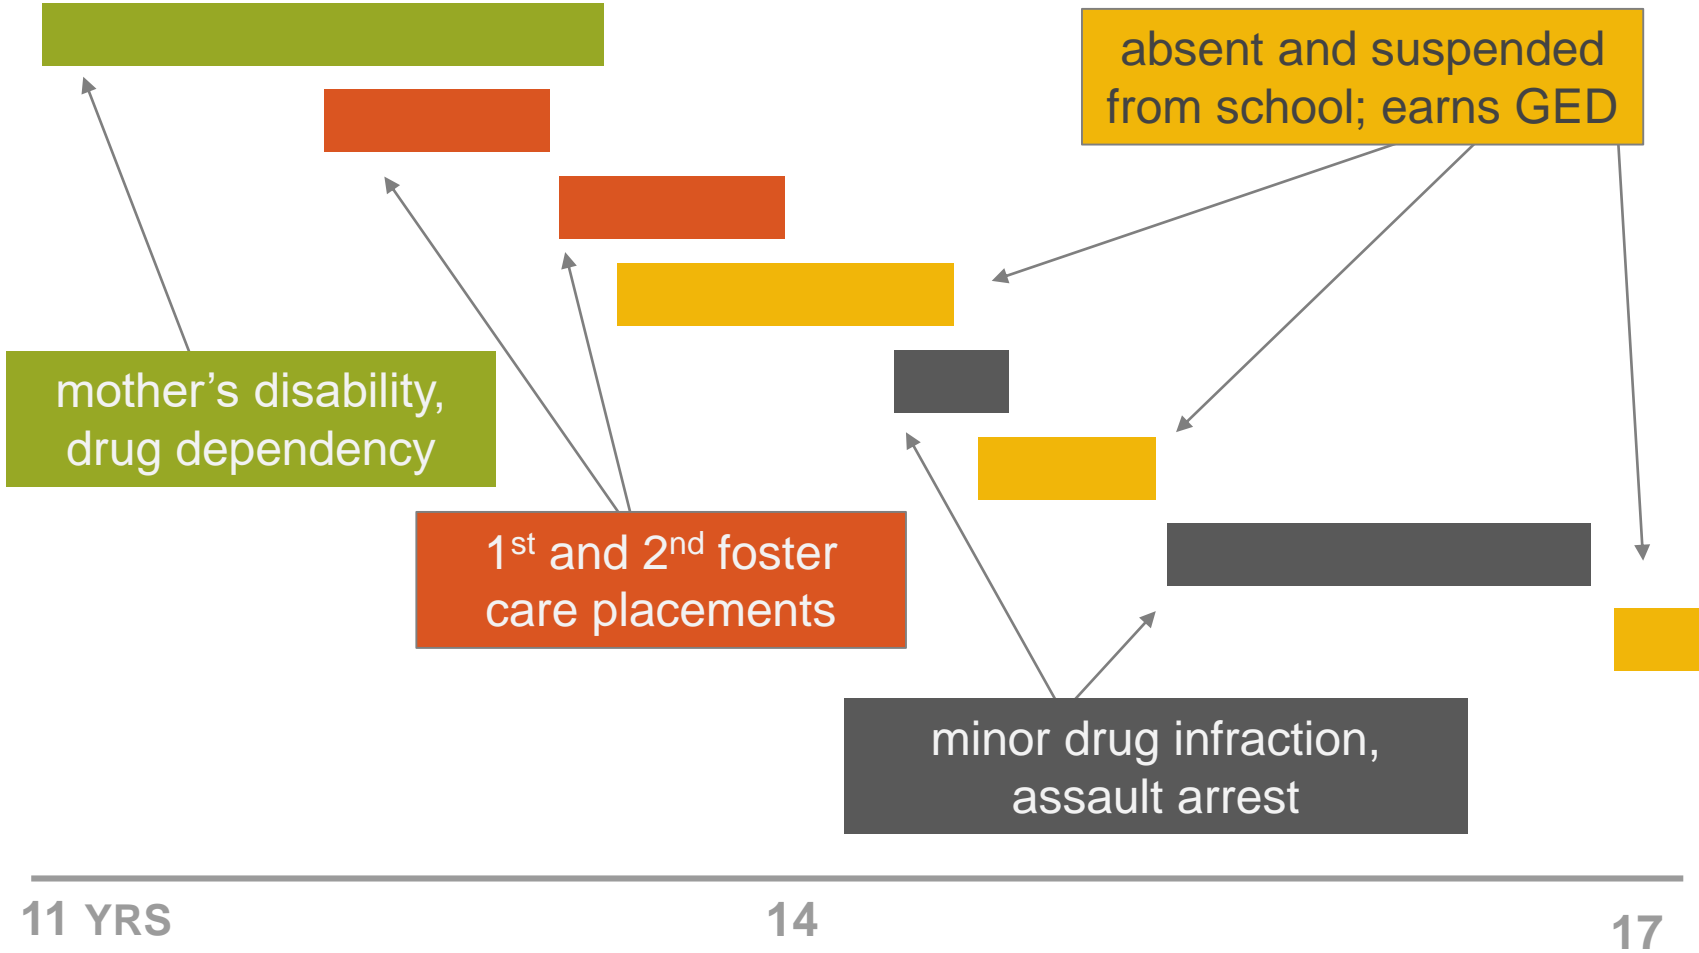 absent and suspended
from school; earns GED
mother’s disability,
drug dependency
1st and 2nd foster
care placements
minor drug infraction,
assault arrest
11 YRS
14
17